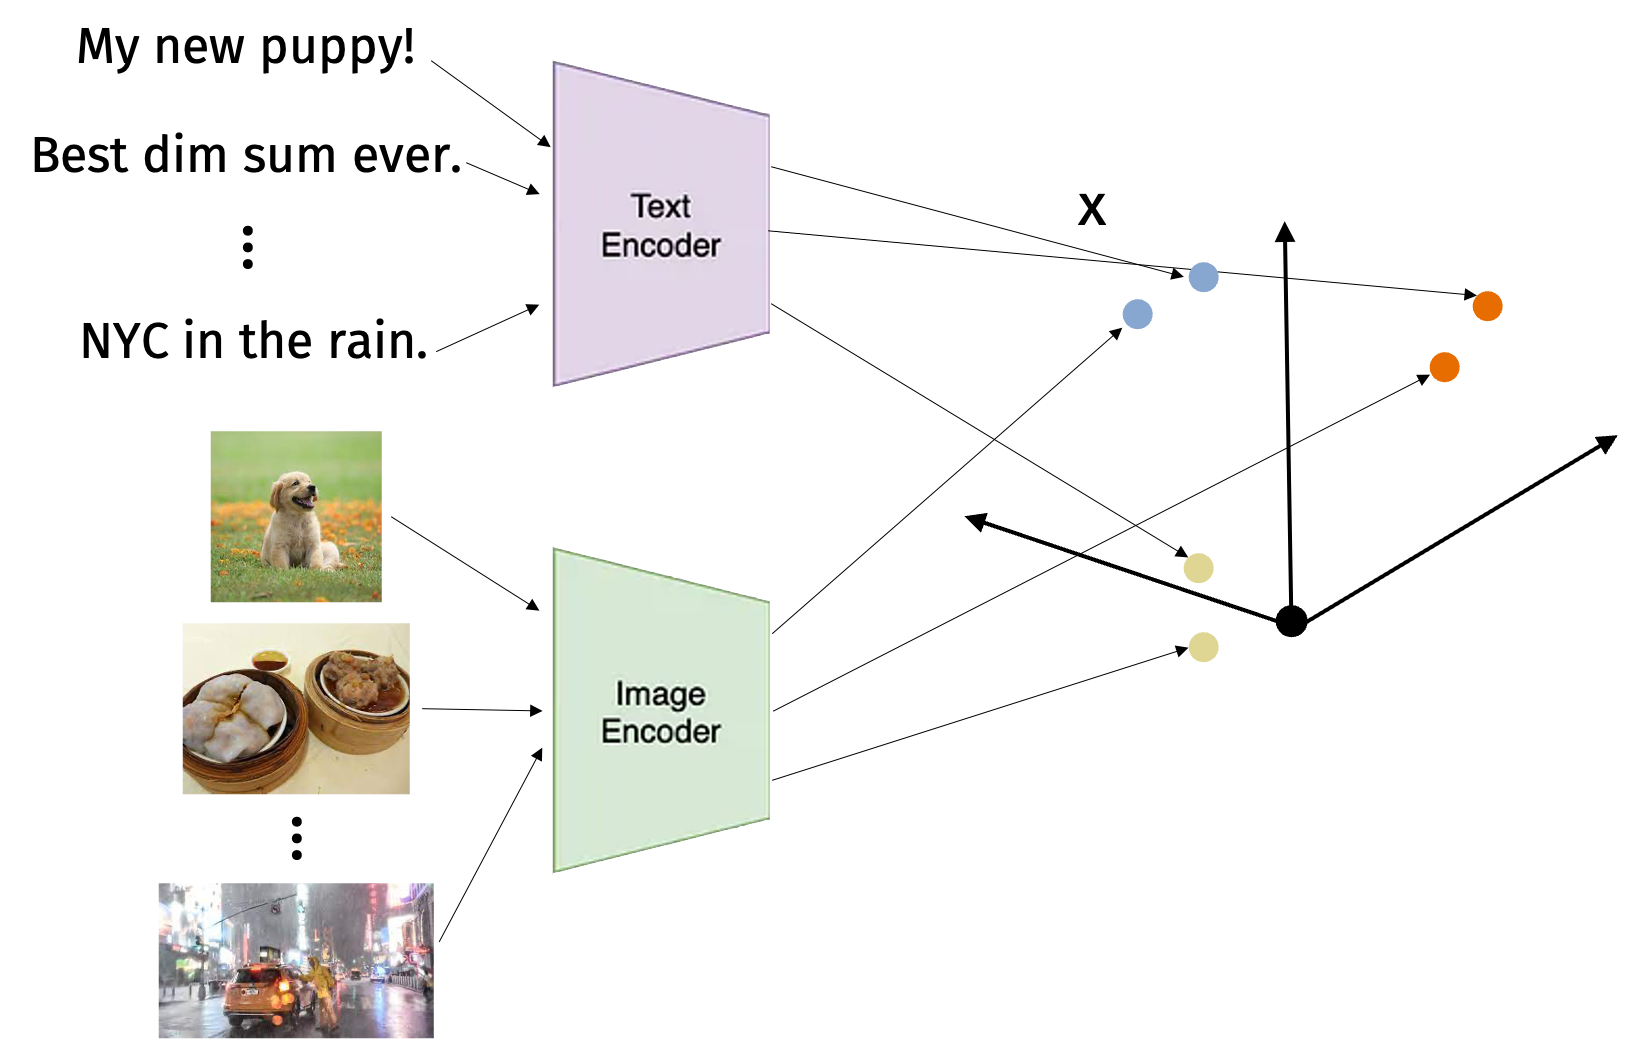 My new puppy!
Best dim sum ever.
NYC in the rain.
Text
Encoder
X
Image
Encoder